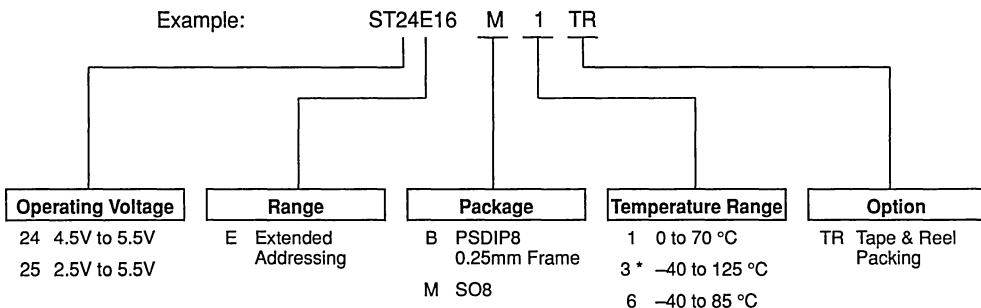 Example: ST24E16 M 1 TR
Operating Voltage
24 4.5V to 5.5V
25 2.5V to 5.5V
Range
E Extended
Addressing
Package
B PSDIP8
0.25mm Frame
M SO8
Temperature Range
1 0 to 70 °C
3 * –40 to 125 °C
6 –40 to 85 °C
Option
TR Tape & Reel
Packing